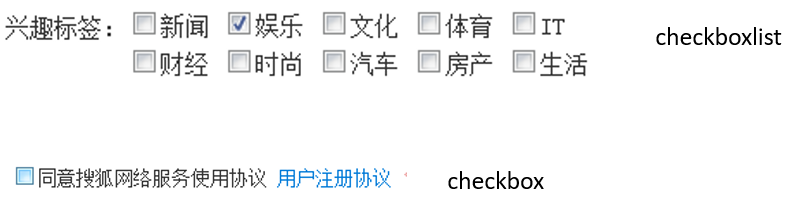 兴趣标签： 新闻 娱乐 文化 体育 IT
checkboxlist
财经 时尚 汽车 房产 生活
同意搜狐网络服务使用协议 用户注册协议
checkbox